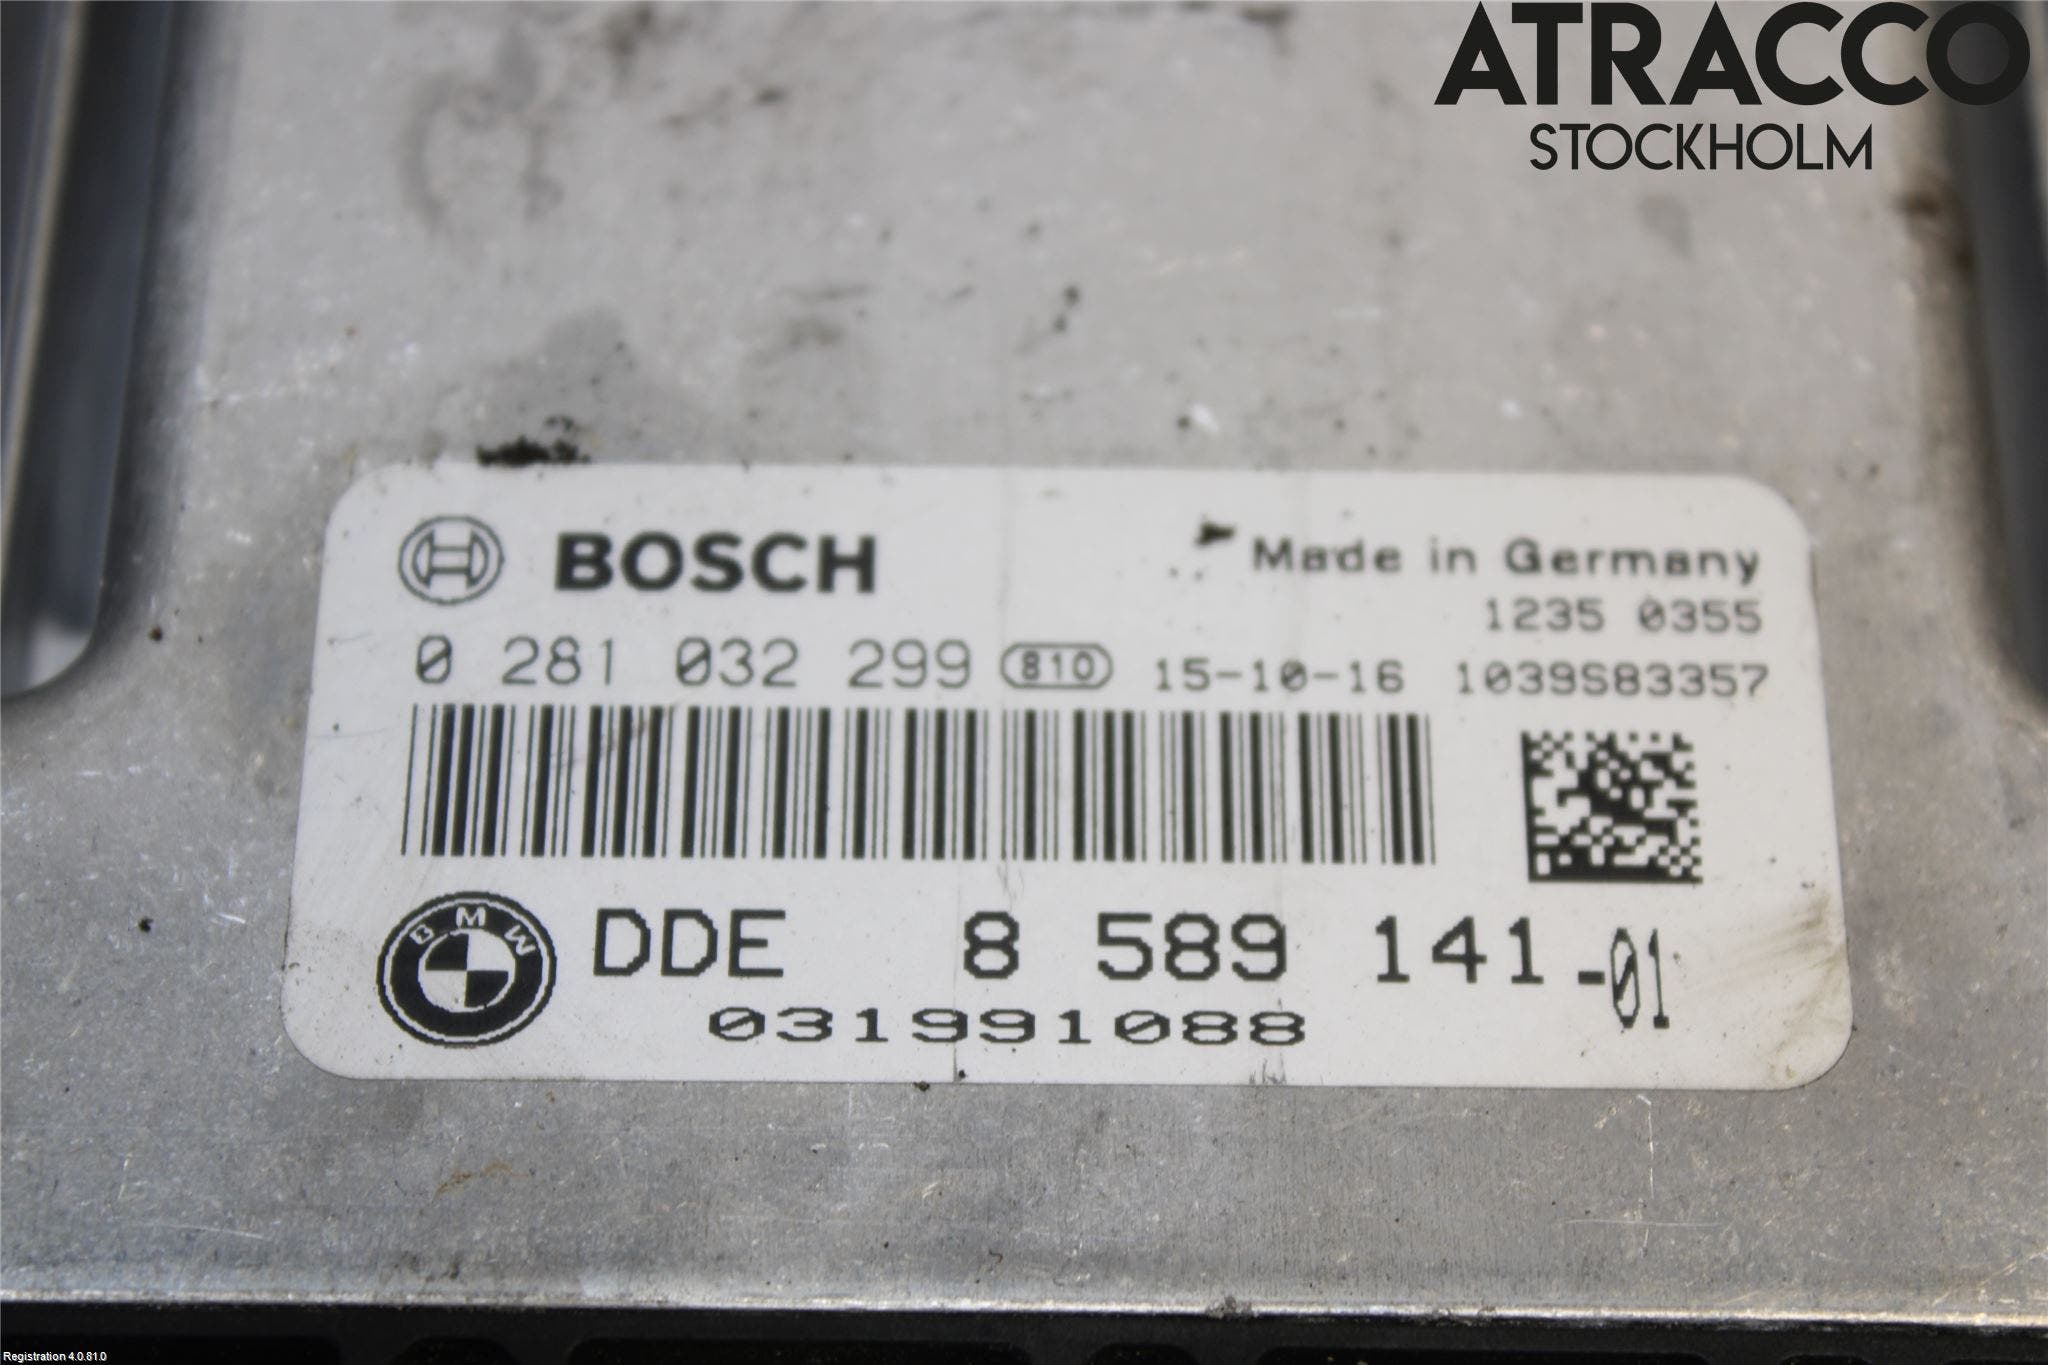 ATRACCO
STOCKHOLM
BOSCH
Made in Germany
1235 0355
0 281 032 299 810 15-10-16 1039S83357
BMW DDE 8 589 141-01
031991088
Registration 4.0.81.0